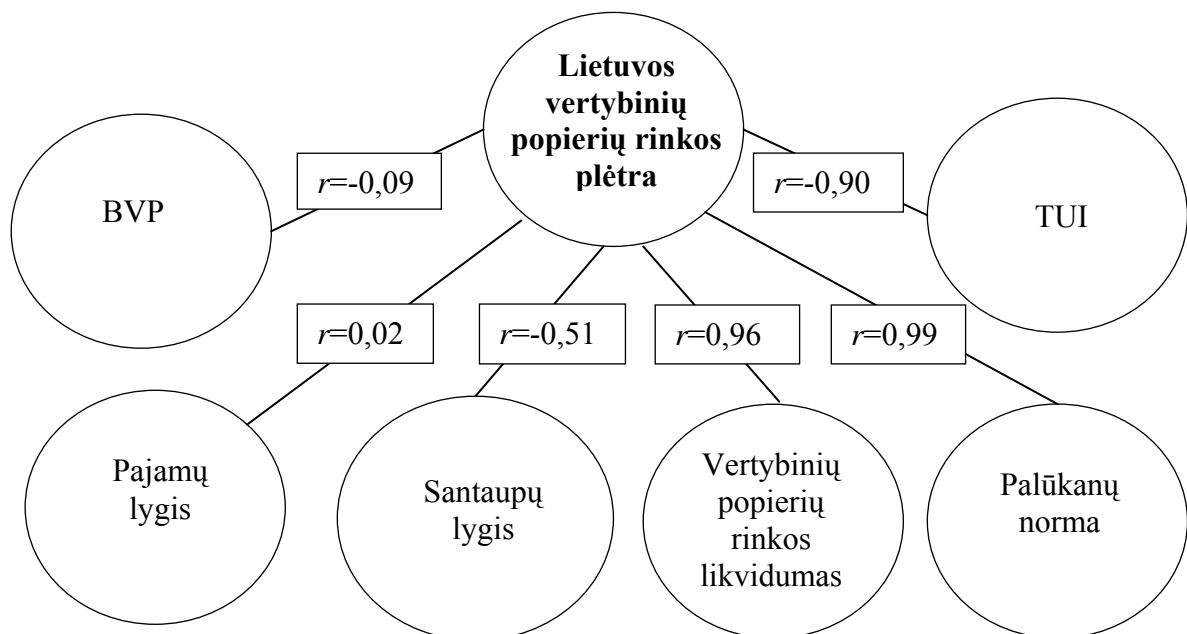 Lietuvos
vertybinių
popierių rinkos
plėtra
r=-0,09
r=-0,90
BVP
TUI
r=0,02
r=-0,51
r=0,96
r=0,99
Pajamų
lygis
Santaupų
lygis
Vertybinių
popierių
rinkos
likvidumas
Palūkanų
norma